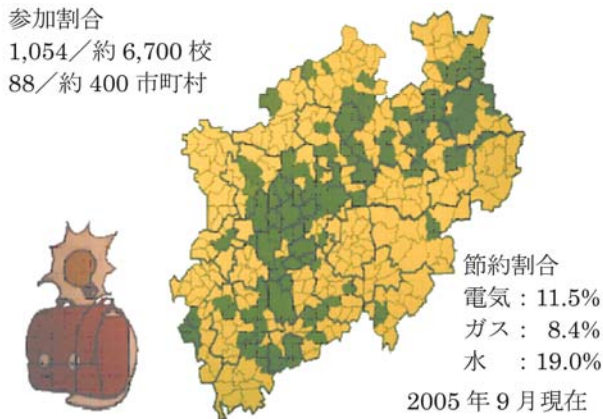 参加割合
1,054／約 6,700 校
88／約 400 市町村
節約割合
電気：11.5%
ガス： 8.4%
水 ：19.0%
2005 年 9 月現在